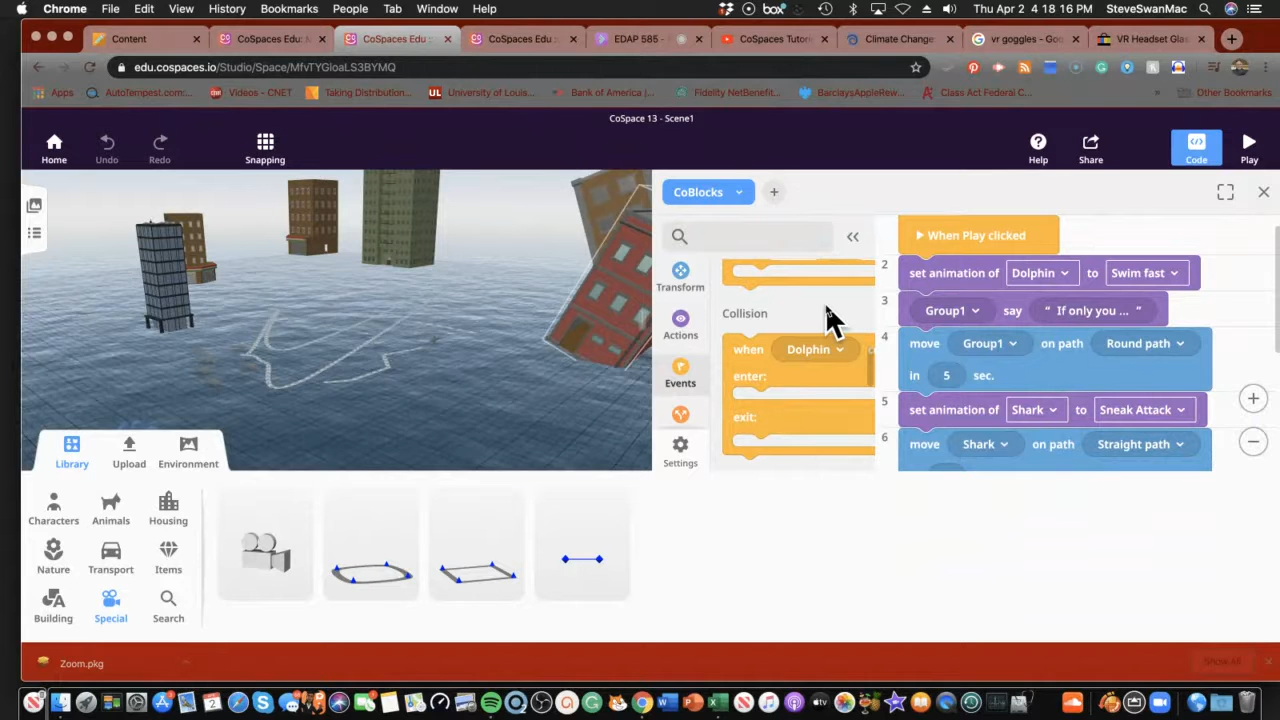 Chrome File Edit View History Bookmarks People Tab Window Help
box Thu Apr 2 4 18 16 PM SteveSwanMac
Content CoSpaces Edu: M CoSpaces Edu CoSpaces Edu EDAP 585 - CoSpaces Tutori Climate Change vr goggles - Goo VR Headset Glas
edu.cospaces.io/Studio/Space/MfvTYGioaLS3BYMQ
Apps AutoTempest.com:... Videos - CNET Taking Distribution... University of Louis... Bank of America |... Fidelity NetBenefit... BarclaysAppleRew... Class Act Federal C... Other Bookmarks
CoSpace 13 - Scene1
Home Undo Redo Snapping Help Share Code Play
CoBlocks
When Play clicked
Transform
2 set animation of Dolphin to Swim fast
Collision
3 Group1 say “ If only you ... ”
Actions
when Dolphin
4 move Group1 on path Round path
enter:
in 5 sec.
Events
exit:
5 set animation of Shark to Sneak Attack
6 move Shark on path Straight path
Settings
Library Upload Environment
Characters Animals Housing
Nature Transport Items
Building Special Search
Zoom.pkg
Show All